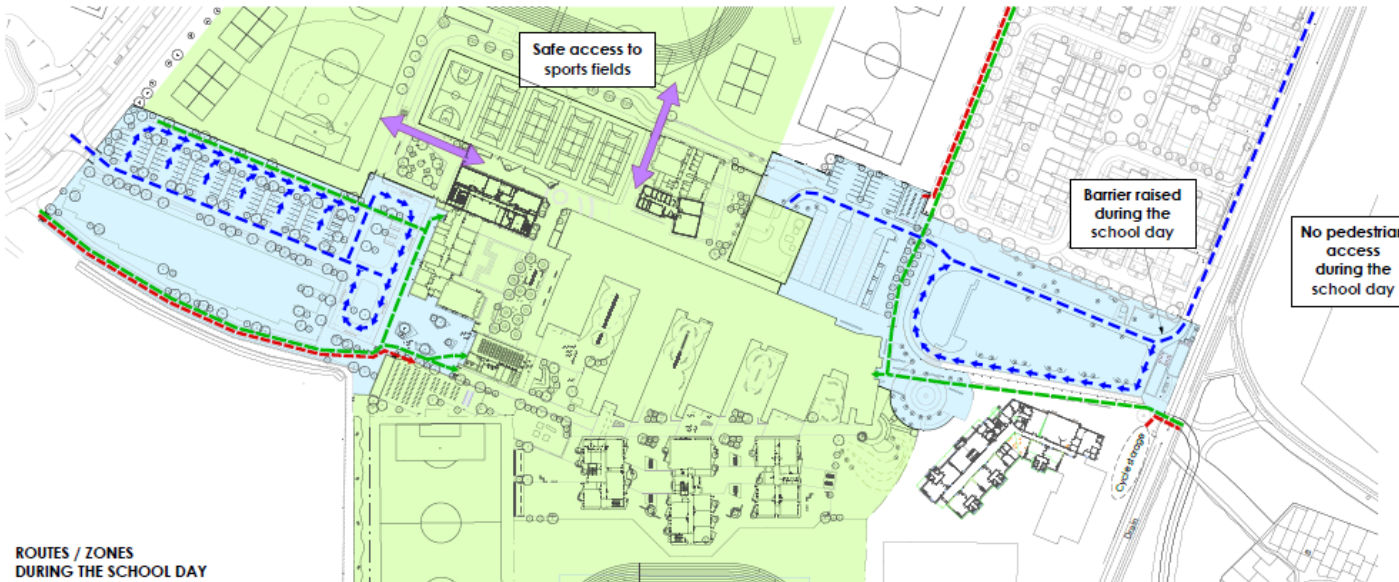 Safe access to
sports fields
Barrier raised
during the
school day
No pedestrian
access
during the
school day
Cycle storage
Drain
ROUTES / ZONES
DURING THE SCHOOL DAY